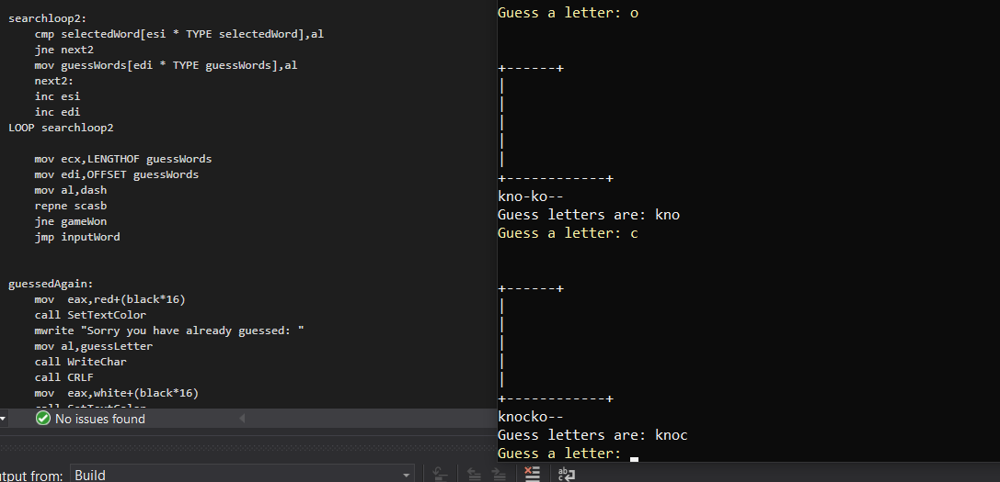 searchloop2:
cmp selectedWord[esi * TYPE selectedWord],al
jne next2
mov guessWords[edi * TYPE guessWords],al
next2:
inc esi
inc edi
LOOP searchloop2
mov ecx,LENGTHOF guessWords
mov edi,OFFSET guessWords
mov al,dash
repne scasb
jne gameWon
jmp inputWord
guessedAgain:
mov  eax,red+(black*16)
call SetTextColor
mwrite "Sorry you have already guessed: "
mov al,guessLetter
call WriteChar
call CRLF
mov  eax,white+(black*16)
call SetTextColor
No issues found
utput from:
Build
Guess a letter: o
+------+
|
|
|
|
|
+------------+
kno-ko--
Guess letters are: kno
Guess a letter: c
+------+
|
|
|
|
|
+------------+
knocko--
Guess letters are: knoc
Guess a letter: